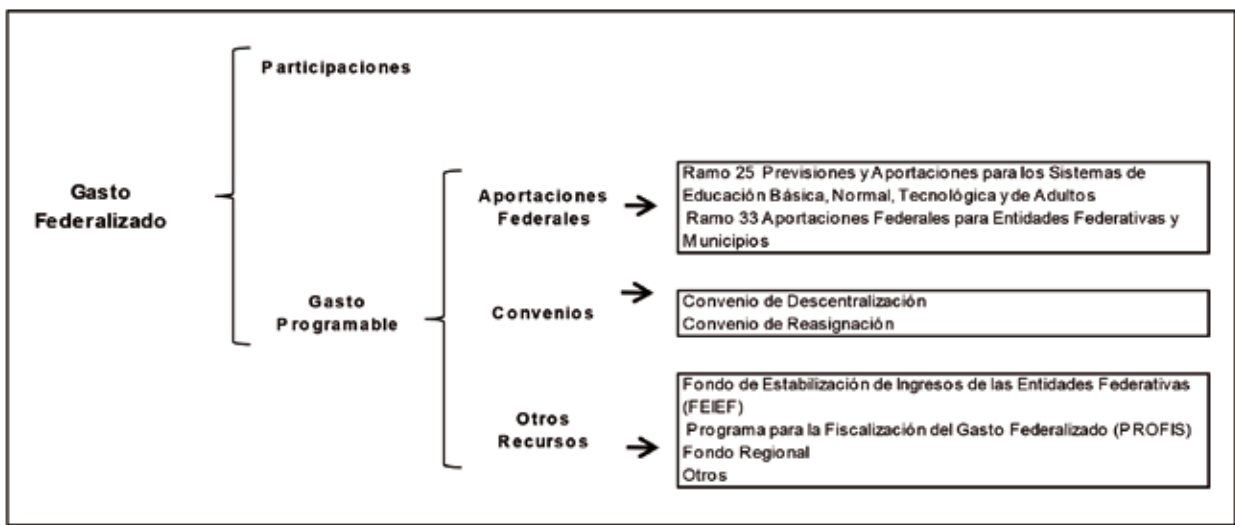 Gasto
Federalizado
Participaciones
Gasto
Programable
Aportaciones
Federales
Ramo 25 Previsiones y Aportaciones para los Sistemas de
Educación Básica, Normal, Tecnológica y de Adultos
Ramo 33 Aportaciones Federales para Entidades Federativas y
Municipios
Convenios
Convenio de Descentralización
Convenio de Reasignación
Otros
Recursos
Fondo de Estabilización de Ingresos de las Entidades Federativas
(FEIEF)
Programa para la Fiscalización del Gasto Federalizado (PROFIS)
Fondo Regional
Otros